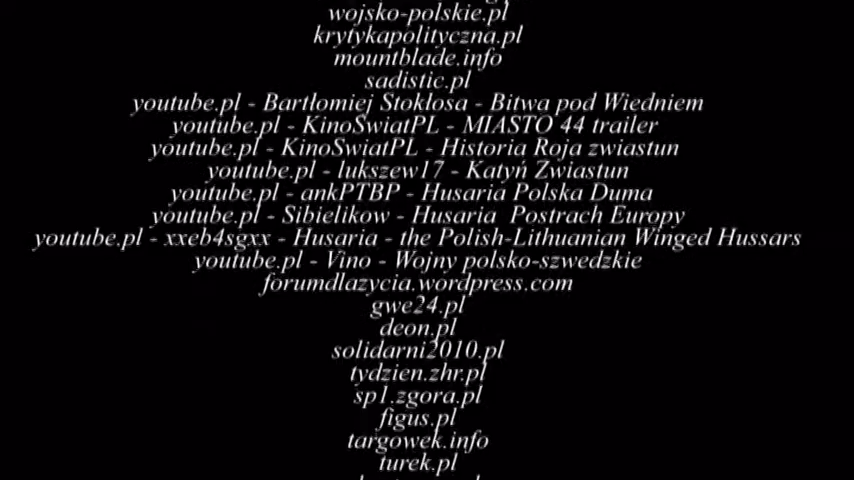 wojsko-polskie.pl
krytykapolityczna.pl
mountblade.info
sadistic.pl
youtube.pl - Bartłomiej Stokłosa - Bitwa pod Wiedniem
youtube.pl - KinoSwiatPL - MIASTO 44 trailer
youtube.pl - KinoSwiatPL - Historia Roja zwiastun
youtube.pl - lukszew17 - Katyń Zwiastun
youtube.pl - ankPTBP - Husaria Polska Duma
youtube.pl - Sibielikow - Husaria  Postrach Europy
youtube.pl - xxeb4sgxx - Husaria - the Polish-Lithuanian Winged Hussars
youtube.pl - Vino - Wojny polsko-szwedzkie
forumdlazycia.wordpress.com
gwe24.pl
deon.pl
solidarni2010.pl
tydzien.zhr.pl
sp1.zgora.pl
figus.pl
targowek.info
turek.pl